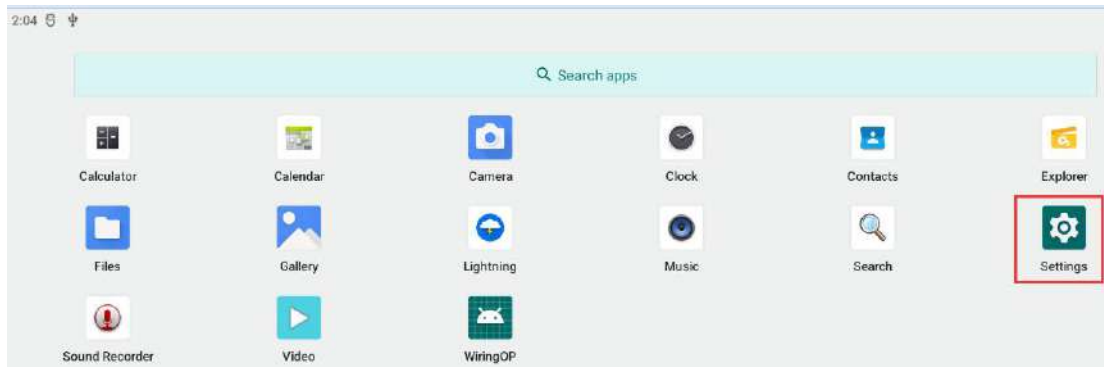 2:04
Search apps
Calculator Calendar Camera Clock Contacts Explorer
Files Gallery Lightning Music Search Settings
Sound Recorder Video WiringOP